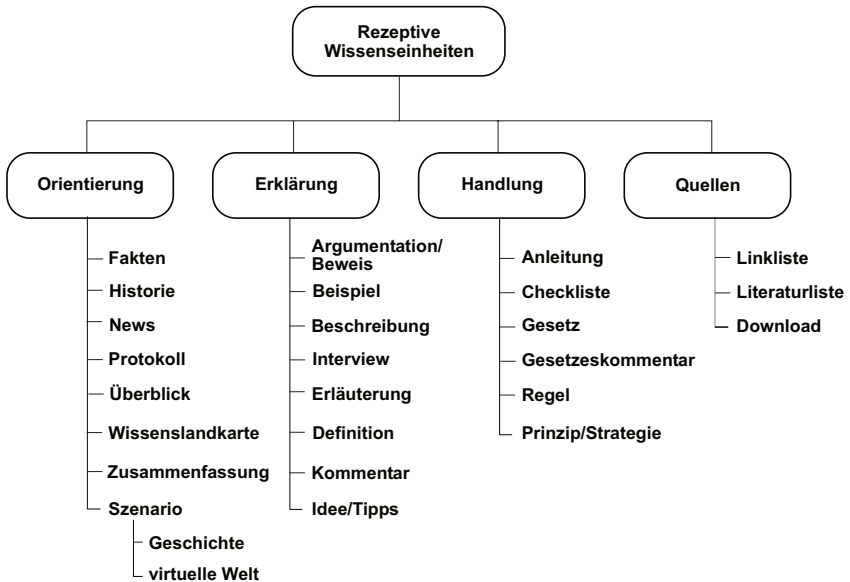 Rezeptive
Wissenseinheiten
Orientierung
Fakten
Historie
News
Protokoll
Überblick
Wissenslandkarte
Zusammenfassung
Szenario
Geschichte
virtuelle Welt
Erklärung
Argumentation/
Beweis
Beispiel
Beschreibung
Interview
Erläuterung
Definition
Kommentar
Idee/Tipps
Handlung
Anleitung
Checkliste
Gesetz
Gesetzeskommentar
Regel
Prinzip/Strategie
Quellen
Linkliste
Literaturliste
Download